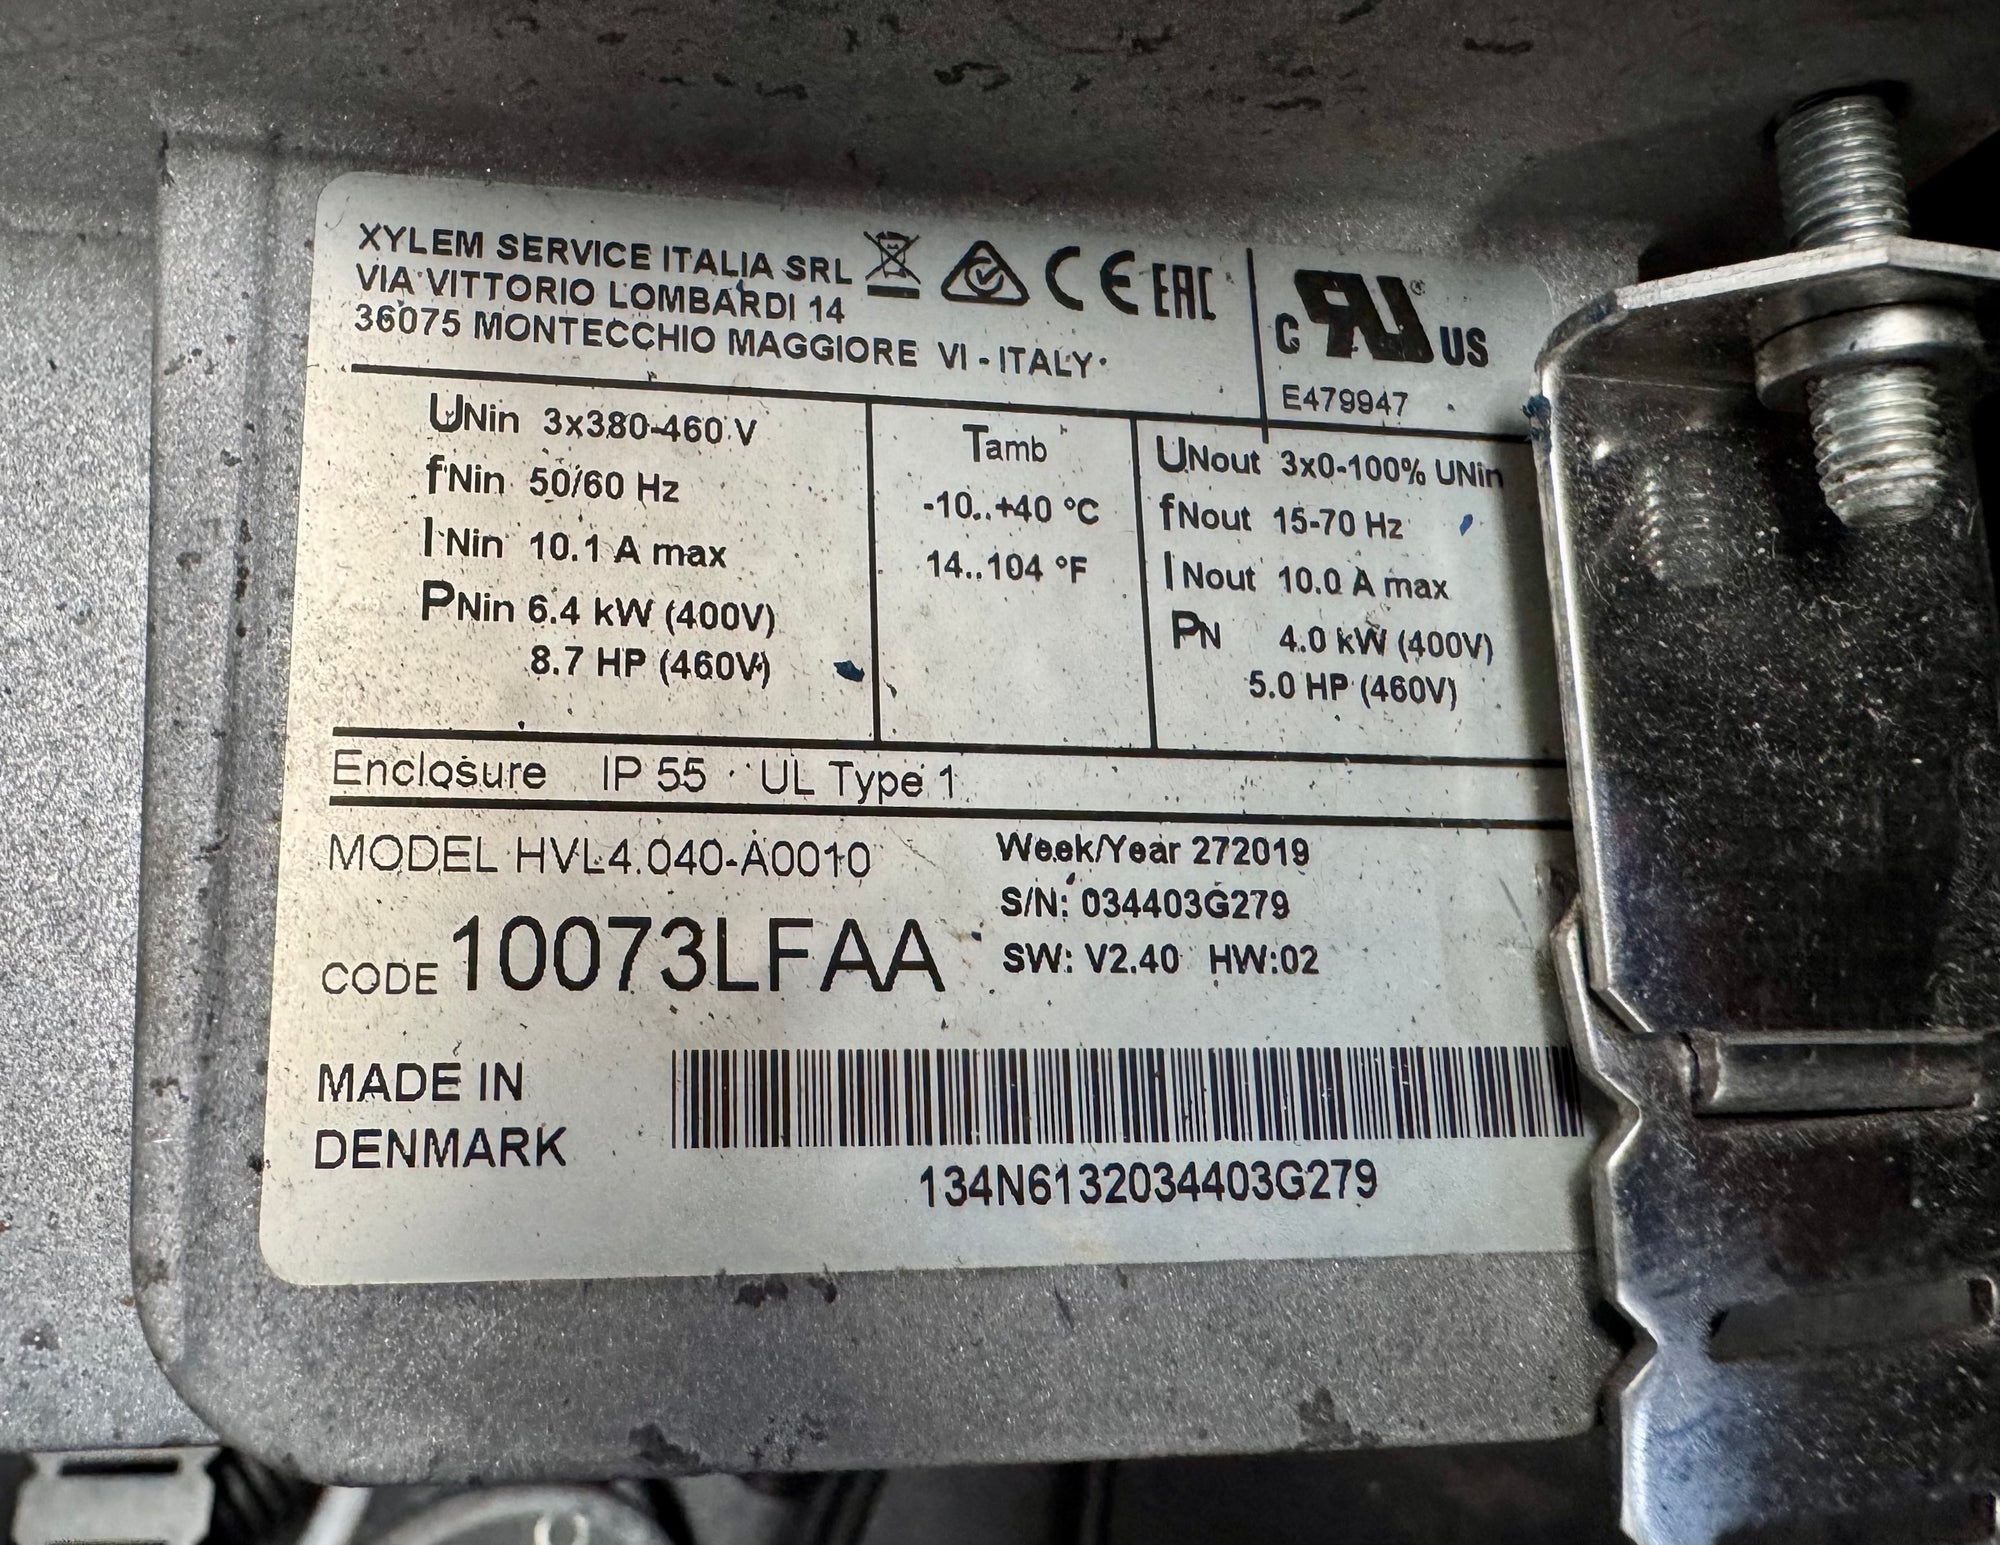 XYLEM SERVICE ITALIA SRL
VIA VITTORIO LOMBARDI 14
36075 MONTECCHIO MAGGIORE VI - ITALY
CE EAC
C RU ® US
E479947
UNin 3x380-460 V
fNin 50/60 Hz
INin 10.1 A max
PNin 6.4 kW (400V)
8.7 HP (460V)
Tamb
-10..+40 °C
14..104 °F
UNout 3x0-100% UNin
fNout 15-70 Hz
INout 10.0 A max
PN 4.0 kW (400V)
5.0 HP (460V)
Enclosure IP 55 UL Type 1
MODEL HVL4.040-A0010
CODE 10073LFAA
Week/Year 272019
S/N: 034403G279
SW: V2.40 HW:02
MADE IN
DENMARK
134N6132034403G279